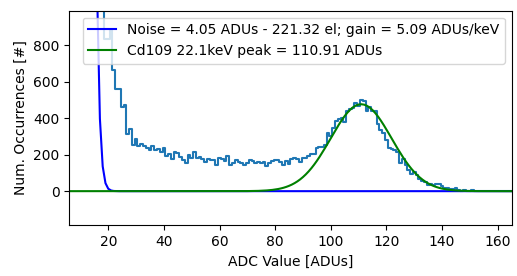 Noise = 4.05 ADUs - 221.32 el; gain = 5.09 ADUs/keV
Cd109 22.1keV peak = 110.91 ADUs
Num. Occurrences [#]
800
600
400
200
0
20 40 60 80 100 120 140 160
ADC Value [ADUs]